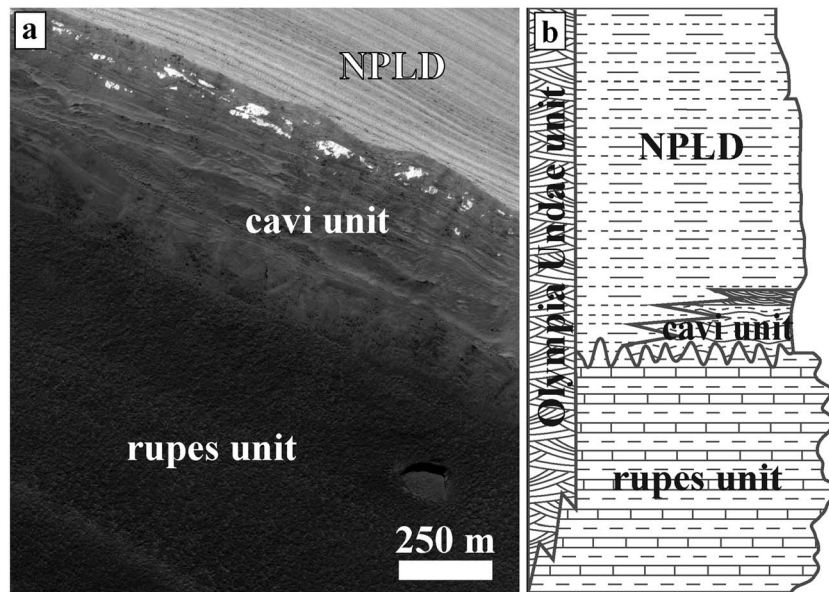 a
NPLD
cavi unit
rupes unit
250 m
b
Olympia Undae unit
NPLD
cavi unit
rupes unit